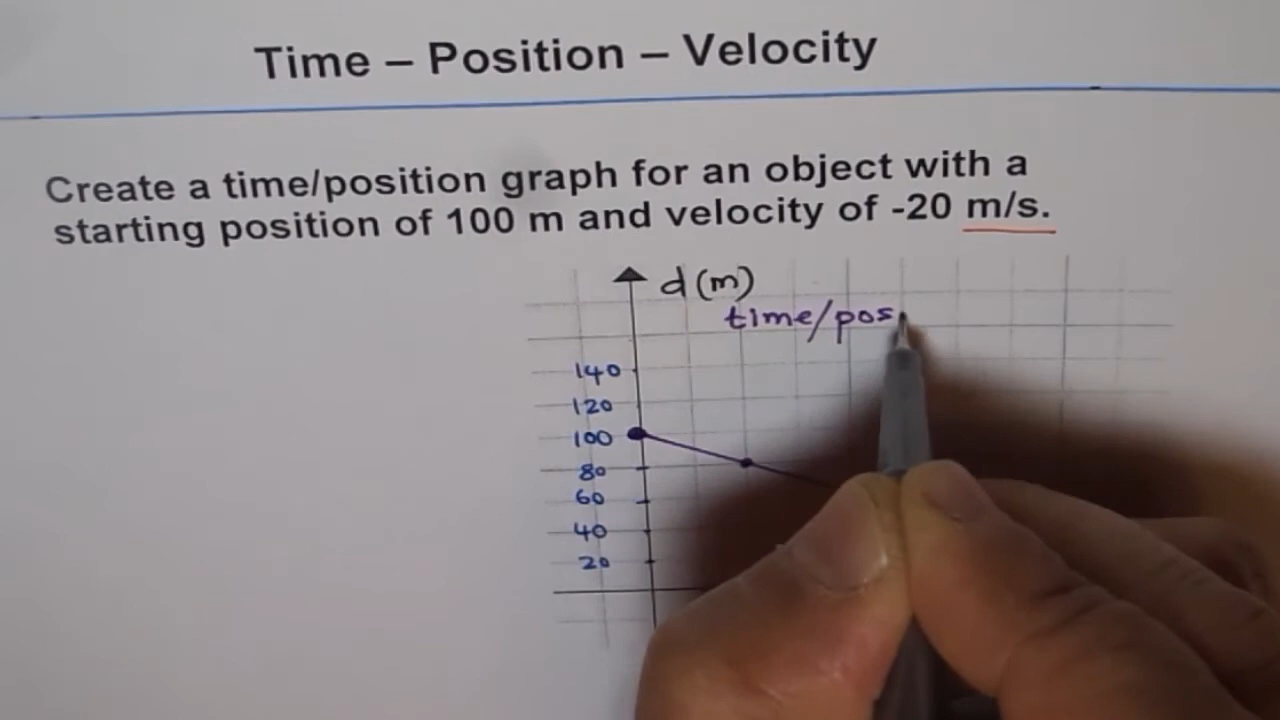 Time – Position – Velocity
Create a time/position graph for an object with a
starting position of 100 m and velocity of -20 m/s.
d (m)
time/pos
140
120
100
80
60
40
20